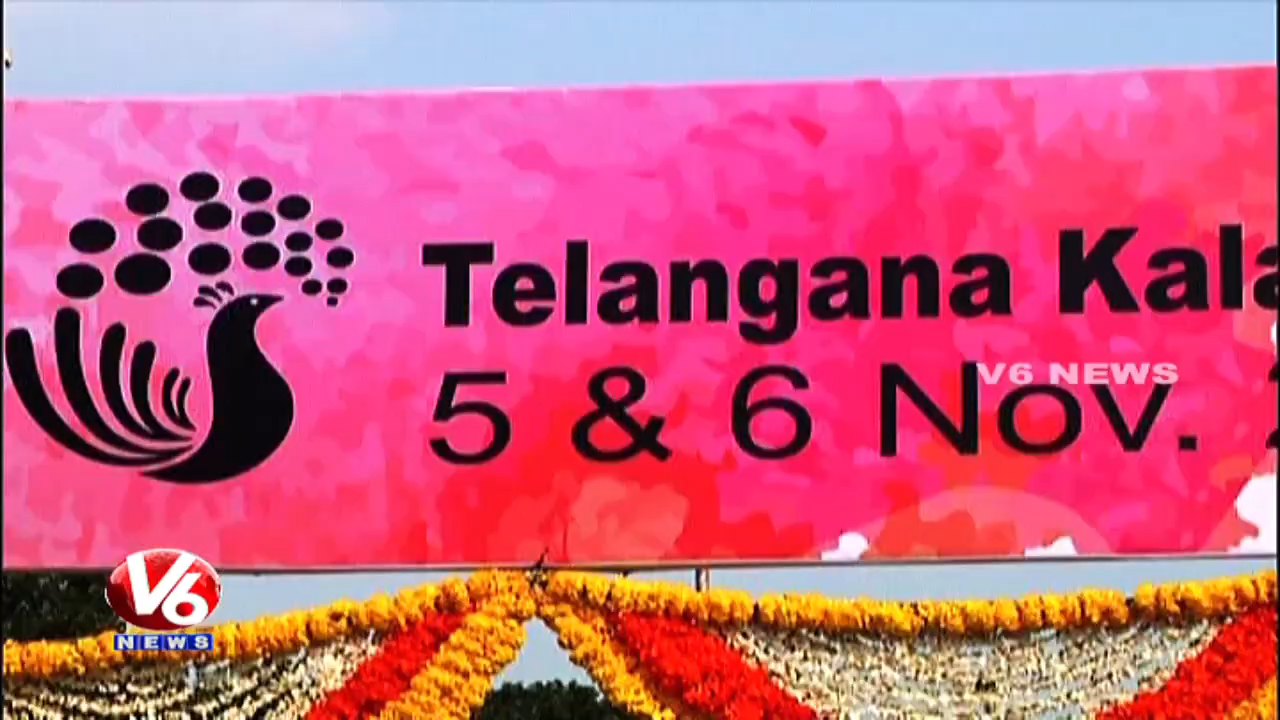 Telangana Kala
5 & 6 Nov.
V6 NEWS
V6
NEWS